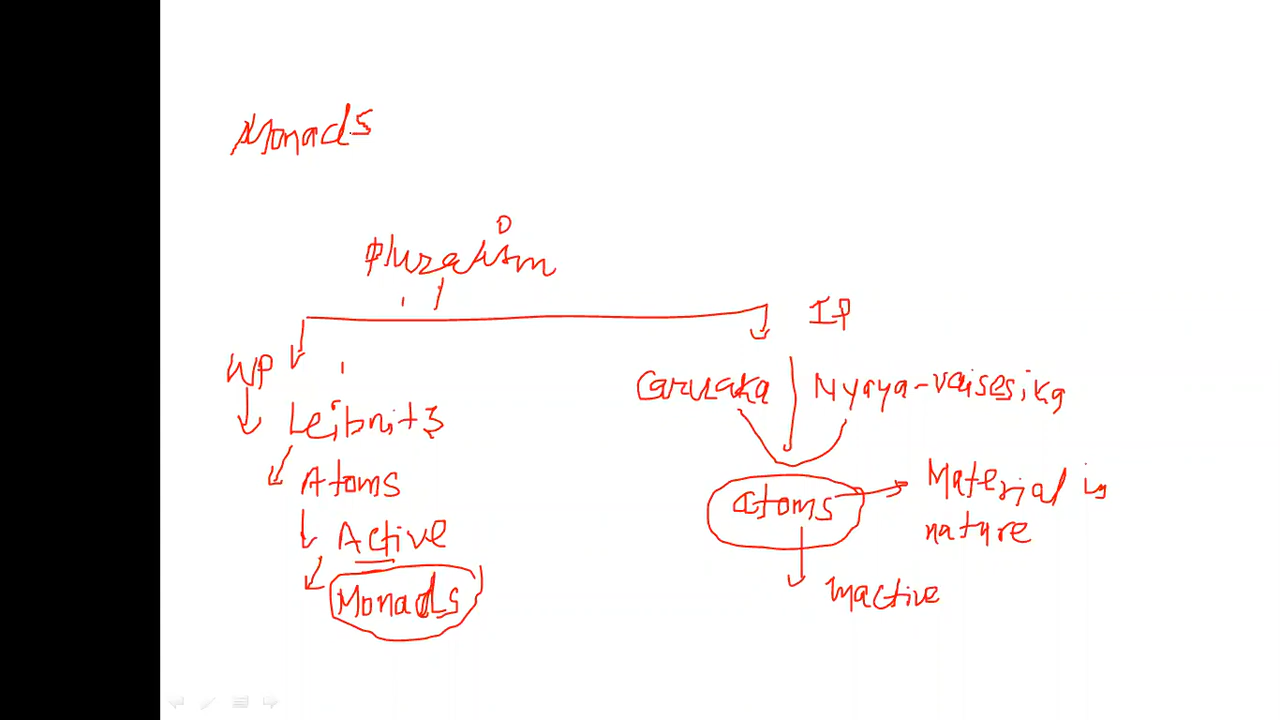 Monads
Pluralism
IP
WP
Carvaka Nyaya-vaisesika
Leibnitz
Atoms
Material in
atoms
nature
Active
Inactive
Monads